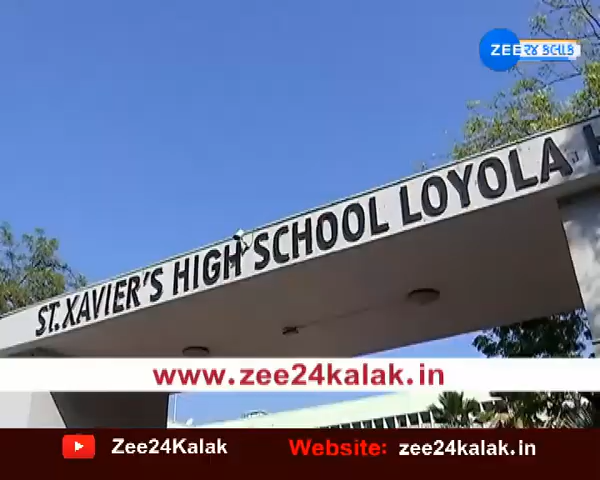 ZEE ૨૪ કલાક
ST. XAVIER'S HIGH SCHOOL LOYOLA H
www.zee24kalak.in
Zee24Kalak Website: zee24kalak.in